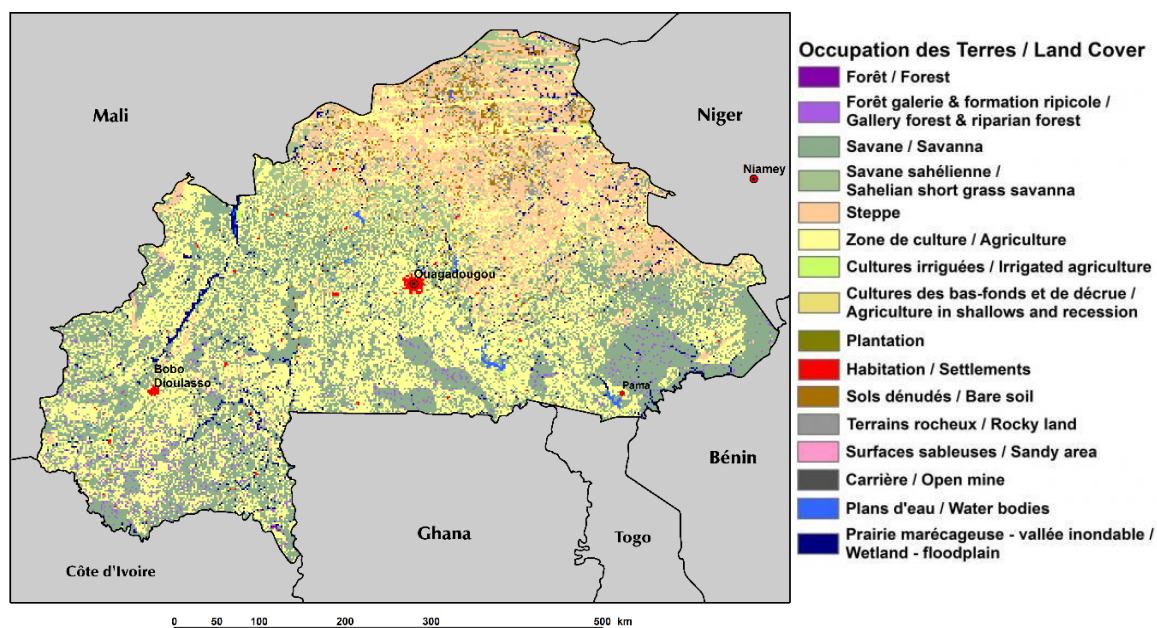 Mali
Niger
Niamey
Ouagadougou
Bobo
Dioulasso
Pama
Bénin
Ghana
Togo
Côte d'Ivoire
0 50 100 200 300 500 km
Occupation des Terres / Land Cover
Forêt / Forest
Forêt galerie & formation ripicole /
Gallery forest & riparian forest
Savane / Savanna
Savane sahélienne /
Sahelian short grass savanna
Steppe
Zone de culture / Agriculture
Cultures irriguées / Irrigated agriculture
Cultures des bas-fonds et de décrue /
Agriculture in shallows and recession
Plantation
Habitation / Settlements
Sols dénudés / Bare soil
Terrains rocheux / Rocky land
Surfaces sableuses / Sandy area
Carrière / Open mine
Plans d'eau / Water bodies
Prairie marécageuse - vallée inondable /
Wetland - floodplain